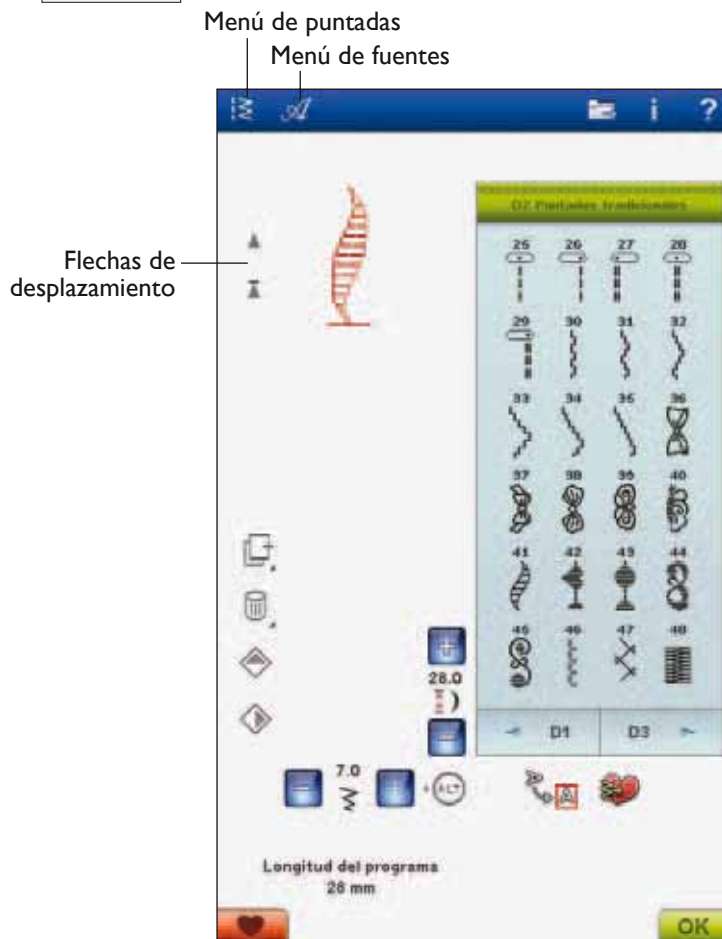 Menú de puntadas
Menú de fuentes
i ?
D2 Puntadas tradicionales
25 26 27 28
Flechas de
desplazamiento
29 30 31 32
33 34 35 36
37 38 39 40
41 42 43 44
45 46 47 48
28.0
D1 D3
7.0
ALT
A A
Longitud del programa
28 mm
OK